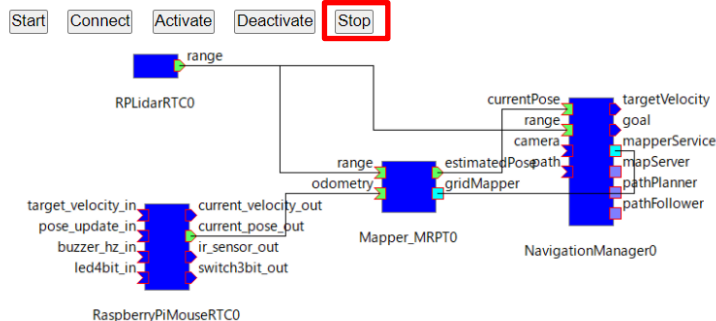 Start Connect Activate Deactivate Stop
range
RPLidarRTC0
currentPose targetVelocity
range goal
camera mapperService
path mapServer
pathPlanner
pathFollower
NavigationManager0
range estimatedPose
odometry gridMapper
Mapper_MRPT0
target_velocity_in current_velocity_out
pose_update_in current_pose_out
buzzer_hz_in ir_sensor_out
led4bit_in switch3bit_out
RaspberryPiMouseRTC0